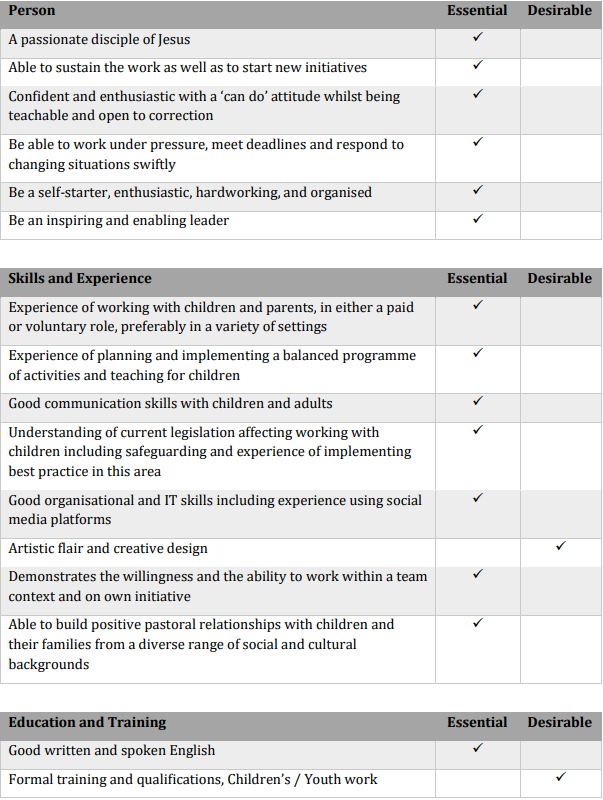 Person Essential Desirable
A passionate disciple of Jesus ✓
Able to sustain the work as well as to start new initiatives ✓
Confident and enthusiastic with a ‘can do’ attitude whilst being ✓
teachable and open to correction
Be able to work under pressure, meet deadlines and respond to ✓
changing situations swiftly
Be a self-starter, enthusiastic, hardworking, and organised ✓
Be an inspiring and enabling leader ✓
Skills and Experience Essential Desirable
Experience of working with children and parents, in either a paid ✓
or voluntary role, preferably in a variety of settings
Experience of planning and implementing a balanced programme ✓
of activities and teaching for children
Good communication skills with children and adults ✓
Understanding of current legislation affecting working with ✓
children including safeguarding and experience of implementing
best practice in this area
Good organisational and IT skills including experience using social ✓
media platforms
Artistic flair and creative design ✓
Demonstrates the willingness and the ability to work within a team ✓
context and on own initiative
Able to build positive pastoral relationships with children and ✓
their families from a diverse range of social and cultural
backgrounds
Education and Training Essential Desirable
Good written and spoken English ✓
Formal training and qualifications, Children’s / Youth work ✓